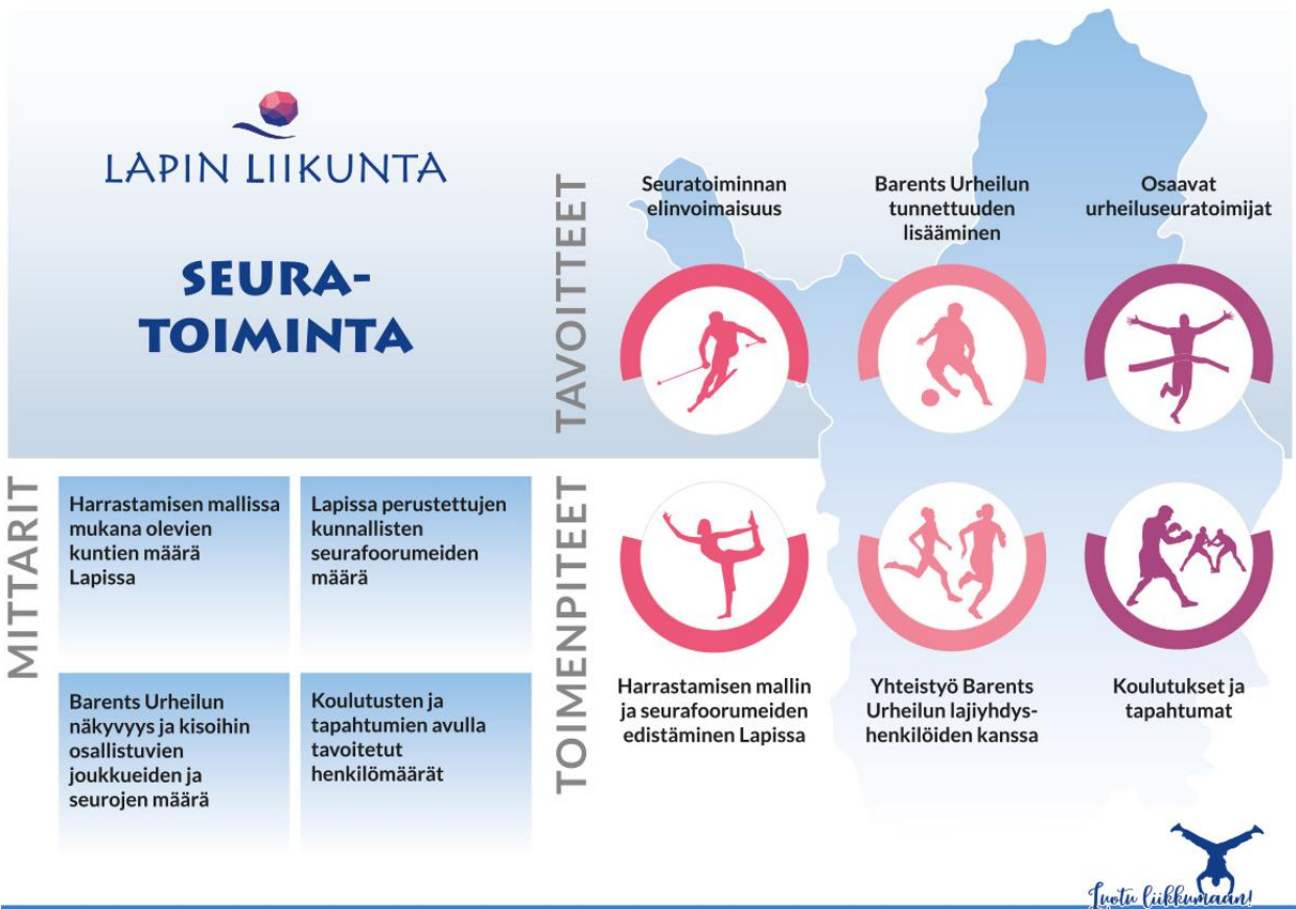 LAPIN LIIKUNTA
SEURA-
TOIMINTA
TAVOITTEET
Seuratoiminnan
elinvoimaisuus
Barents Urheilun
tunnettuuden
lisääminen
Osaavat
urheiluseuratoimijat
MITTARIT
Harrastamisen mallissa
mukana olevien
kuntien määrä
Lapissa
Lapissa perustettujen
kunnallisten
seurafoorumeiden
määrä
Barents Urheilun
näkyvyys ja kisoihin
osallistuvien
joukkueiden ja
seurojen määrä
Koulutusten ja
tapahtumien avulla
tavoitetut
henkilömäärät
TOIMENPITEET
Harrastamisen mallin
ja seurafoorumeiden
edistäminen Lapissa
Yhteistyö Barents
Urheilun lajiyhdys-
henkilöiden kanssa
Koulutukset ja
tapahtumat
Luotu liikkumaan!